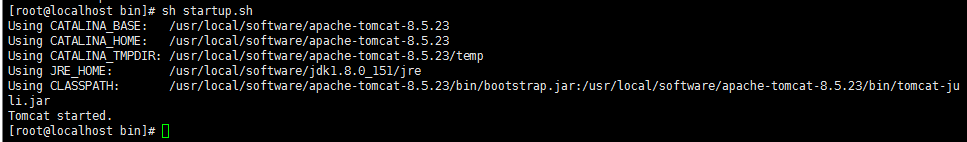 [root@localhost bin]# sh startup.sh
Using CATALINA_BASE:   /usr/local/software/apache-tomcat-8.5.23
Using CATALINA_HOME:   /usr/local/software/apache-tomcat-8.5.23
Using CATALINA_TMPDIR: /usr/local/software/apache-tomcat-8.5.23/temp
Using JRE_HOME:        /usr/local/software/jdk1.8.0_151/jre
Using CLASSPATH:       /usr/local/software/apache-tomcat-8.5.23/bin/bootstrap.jar:/usr/local/software/apache-tomcat-8.5.23/bin/tomcat-ju
li.jar
Tomcat started.
[root@localhost bin]#